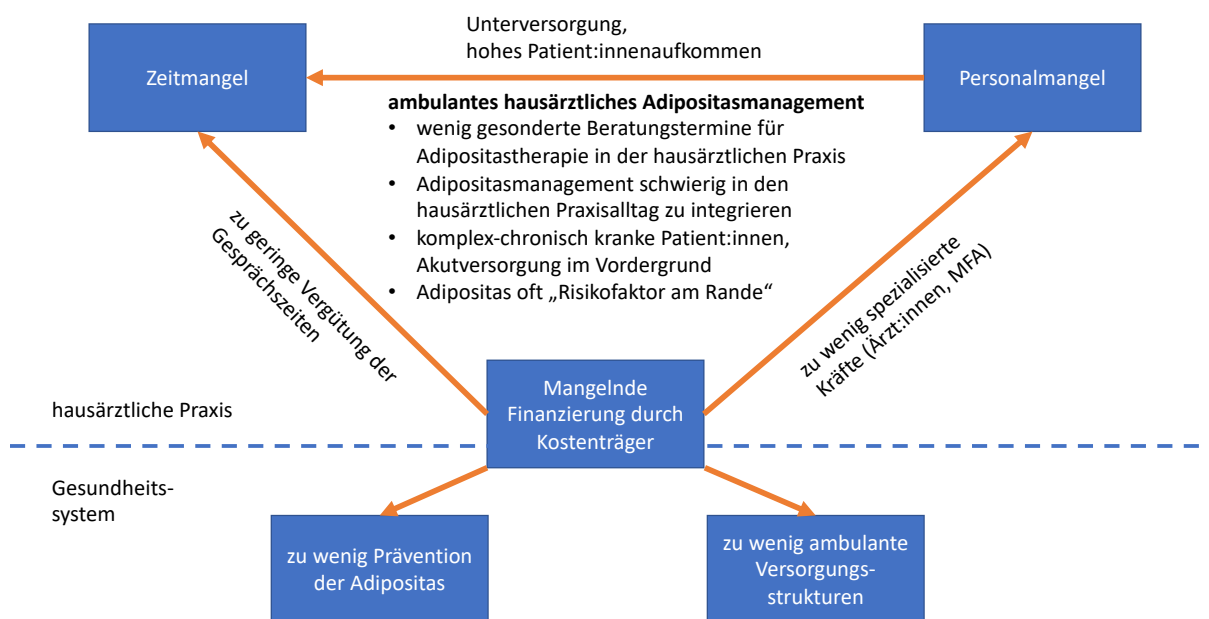 Unterversorgung,
hohes Patient:innenaufkommen
Zeitmangel
Personalmangel
ambulantes hausärztliches Adipositasmanagement
• wenig gesonderte Beratungstermine für
Adipositastherapie in der hausärztlichen Praxis
• Adipositasmanagement schwierig in den
hausärztlichen Praxisalltag zu integrieren
• komplex-chronisch kranke Patient:innen,
Akutversorgung im Vordergrund
• Adipositas oft „Risikofaktor am Rande“
zu geringe Vergütung der
Gesprächszeiten
zu wenig spezialisierte
Kräfte (Ärzt:innen, MFA)
Mangelnde
Finanzierung durch
Kostenträger
hausärztliche Praxis
Gesundheits-
system
zu wenig Prävention
der Adipositas
zu wenig ambulante
Versorgungs-
strukturen